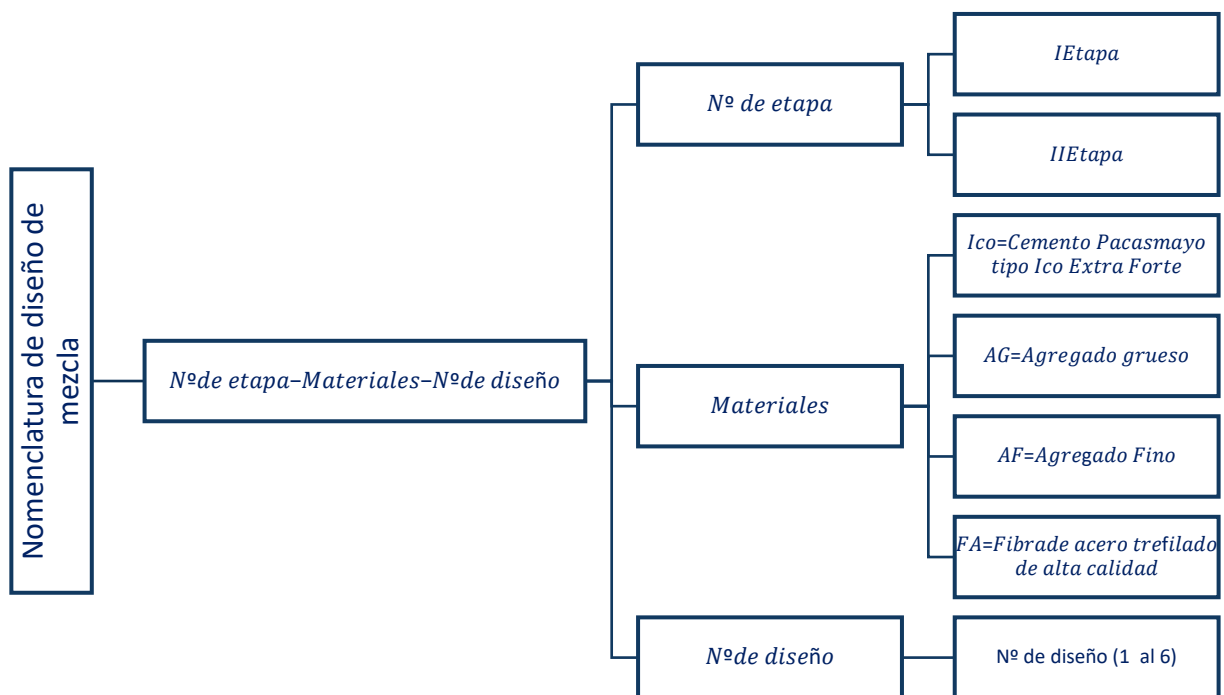 Nomenclatura de diseño de
mezcla
Nºde etapa–Materiales–Nºde diseño
Nº de etapa
IEtapa
IIEtapa
Materiales
Ico=Cemento Pacasmayo
tipo Ico Extra Forte
AG=Agregado grueso
AF=Agregado Fino
FA=Fibrade acero trefilado
de alta calidad
Nºde diseño
Nº de diseño (1 al 6)